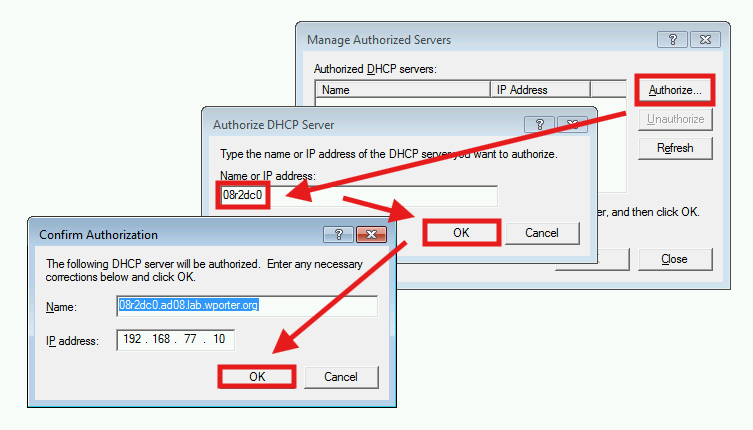 Manage Authorized Servers
Authorized DHCP servers:
Name IP Address
Authorize...
Unauthorize
Refresh
er, and then click OK.
Close
Authorize DHCP Server
Type the name or IP address of the DHCP server you want to authorize.
Name or IP address:
08r2dc0
OK Cancel
Confirm Authorization
The following DHCP server will be authorized. Enter any necessary
corrections below and click OK.
Name: 08r2dc0.ad08.lab.wporter.org
IP address: 192 . 168 . 77 . 10
OK Cancel